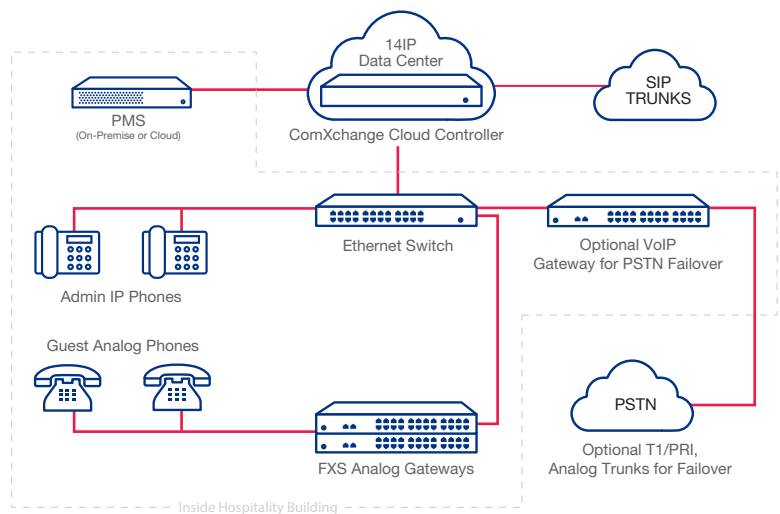 14IP
Data Center
SIP
TRUNKS
PMS
(On-Premise or Cloud)
ComXchange Cloud Controller
Ethernet Switch
Optional VoIP
Gateway for PSTN Failover
Admin IP Phones
Guest Analog Phones
PSTN
Optional T1/PRI,
Analog Trunks for Failover
FXS Analog Gateways
Inside Hospitality Building